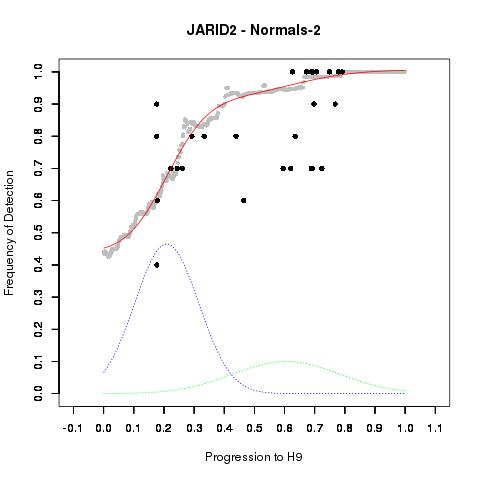 JARID2 - Normals-2
Frequency of Detection
1.0
0.9
0.8
0.7
0.6
0.5
0.4
0.3
0.2
0.1
0.0
-0.1 0.0 0.1 0.2 0.3 0.4 0.5 0.6 0.7 0.8 0.9 1.0 1.1
Progression to H9